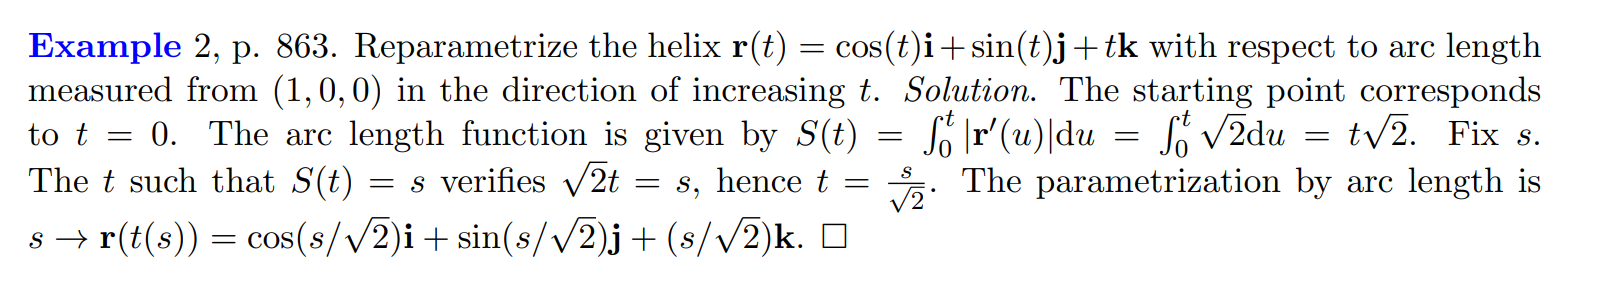 Example 2, p. 863. Reparametrize the helix r(t) = cos(t)i + sin(t)j + tk with respect to arc length
measured from (1, 0, 0) in the direction of increasing t. Solution. The starting point corresponds
to t = 0. The arc length function is given by S(t) = ∫₀ᵗ |r′(u)|du = ∫₀ᵗ √2du = t√2. Fix s.
The t such that S(t) = s verifies √2t = s, hence t = s/√2. The parametrization by arc length is
s → r(t(s)) = cos(s/√2)i + sin(s/√2)j + (s/√2)k. □